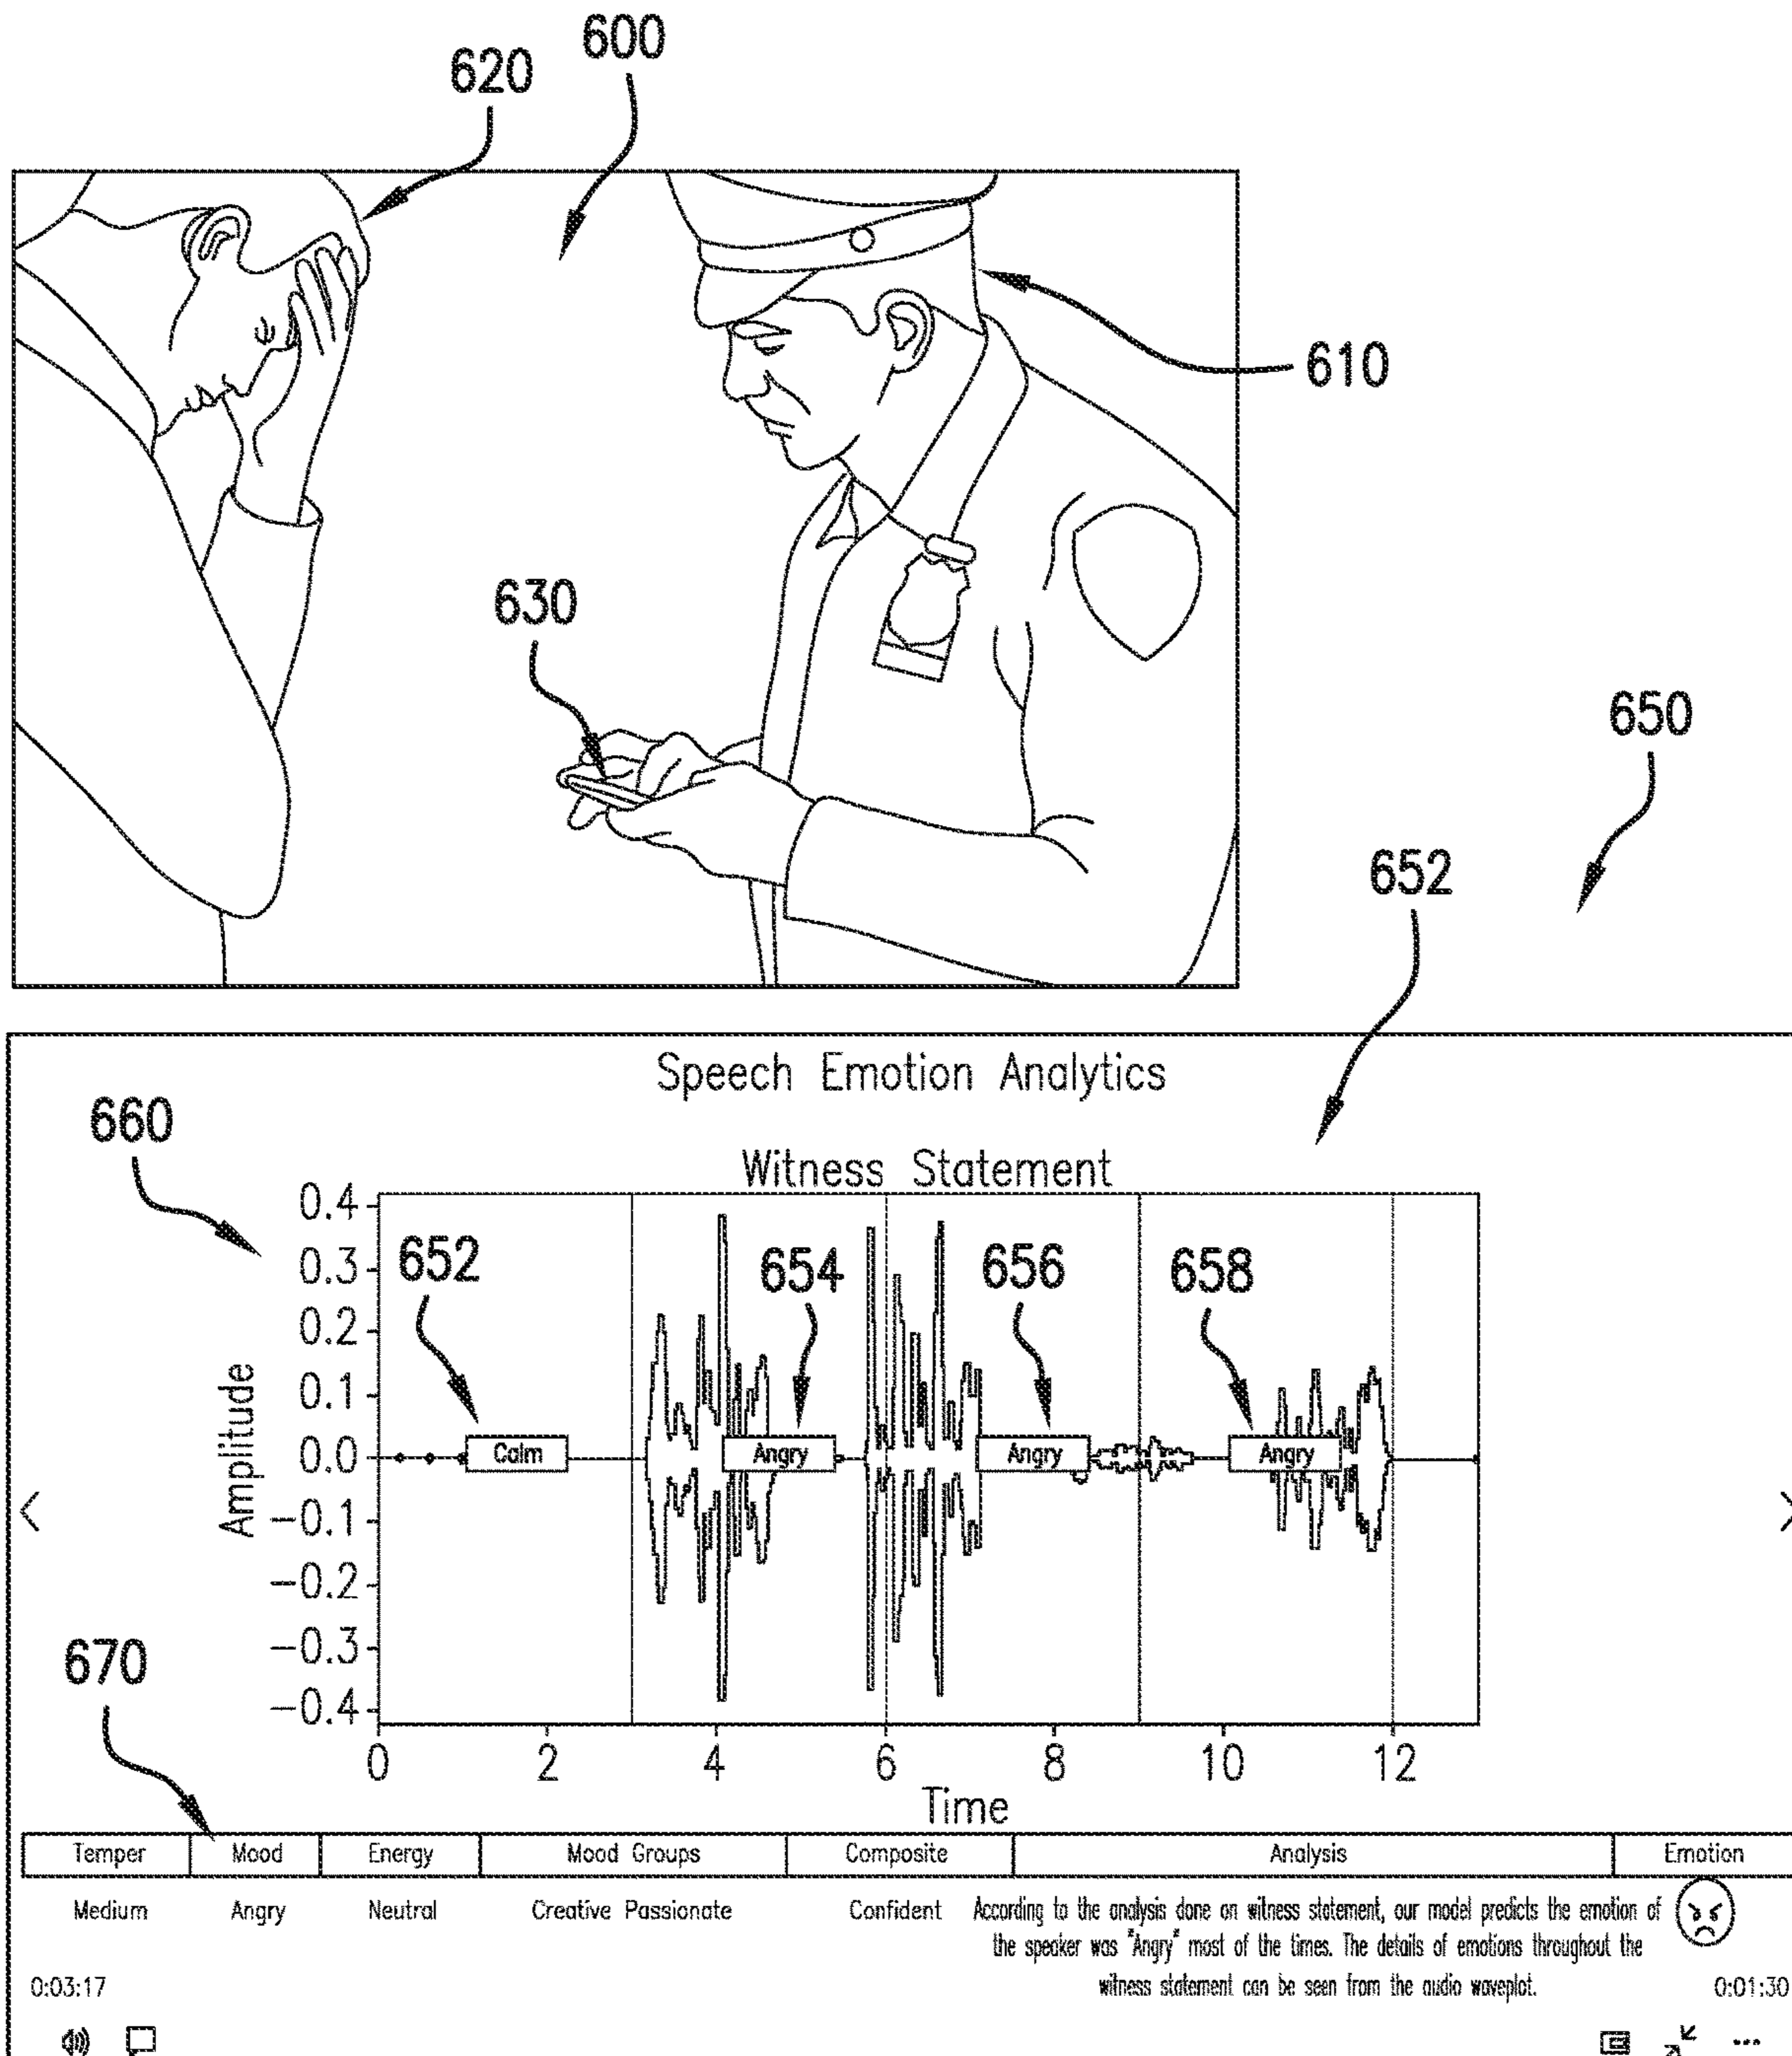 600
620
610
630
650
652
Speech Emotion Analytics
660
Witness Statement
0.4
0.3
0.2
0.1
0.0
-0.1
-0.2
-0.3
-0.4
Amplitude
652
654
656
658
Calm
Angry
Angry
Angry
<
>
670
0 2 4 6 8 10 12
Time
Temper Mood Energy Mood Groups Composite Analysis Emotion
Medium Angry Neutral Creative Passionate Confident According to the analysis done on witness statement, our model predicts the emotion of
the speaker was "Angry" most of the times. The details of emotions throughout the
witness statement can be seen from the audio waveplot.
0:03:17 0:01:30